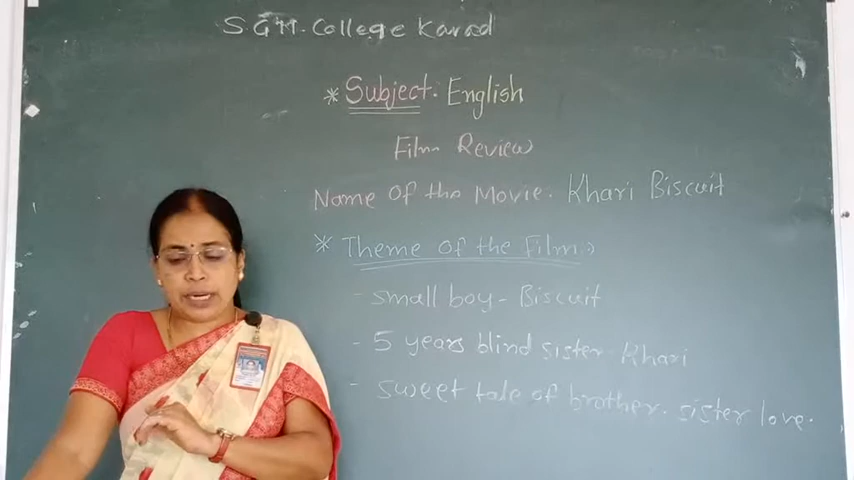 S.GM. College Karad
* Subject. English
Film Review
Name Of the Movie. Khari Biscuit
* Theme Of the Film :
- small boy - Biscuit
- 5 years blind sister - Khari
- sweet tale of brother. sister love.